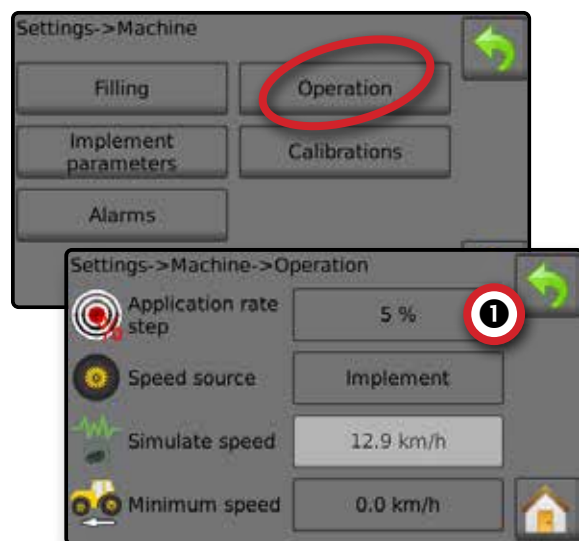 Settings->Machine
Filling
Operation
Implement
parameters
Calibrations
Alarms
Settings->Machine->Operation
Application rate
step
5 %
1
Speed source
Implement
Simulate speed
12.9 km/h
Minimum speed
0.0 km/h